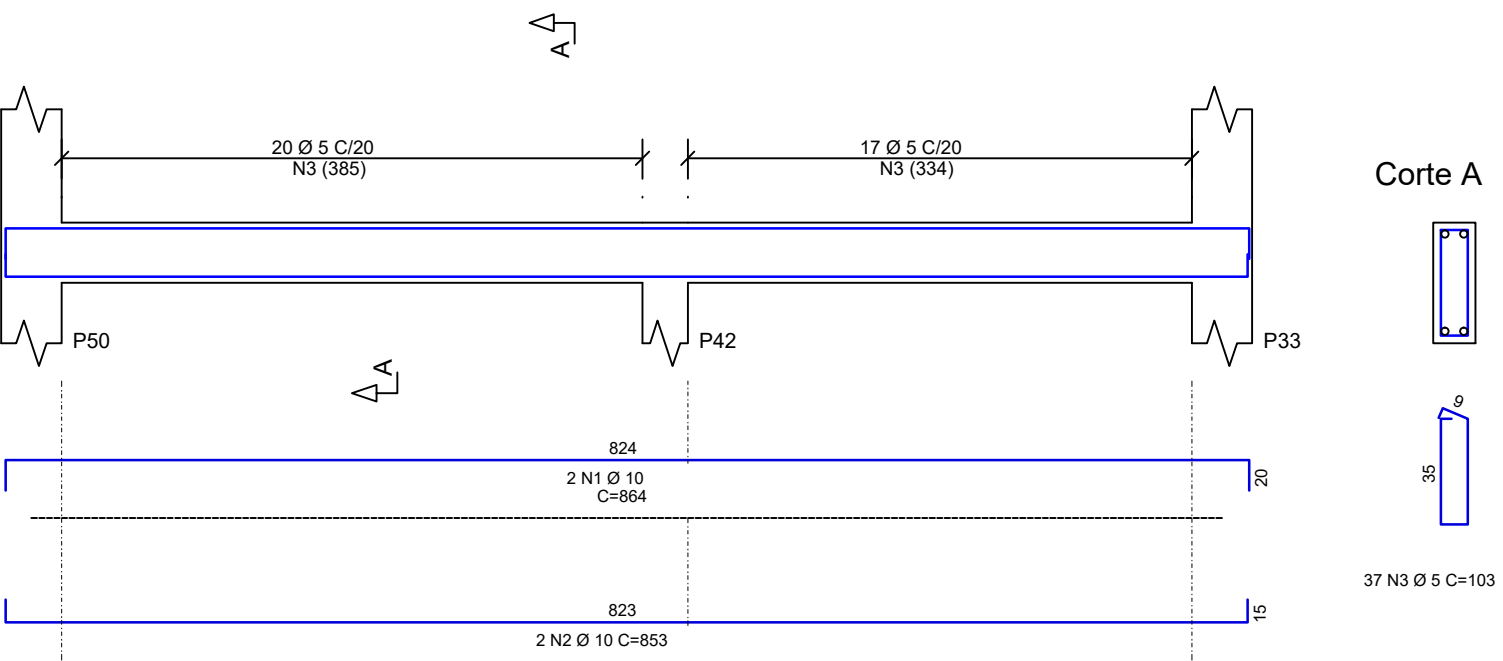 A
20 Ø 5 C/20
N3 (385)
17 Ø 5 C/20
N3 (334)
Corte A
P50
P42
P33
A
824
2 N1 Ø 10
C=864
20
9
35
37 N3 Ø 5 C=103
823
15
2 N2 Ø 10 C=853